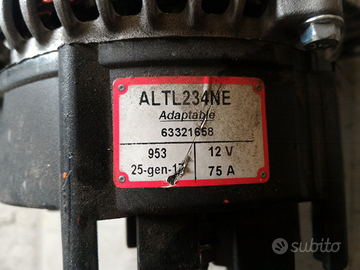 ALTL234NE
Adaptable
63321658
953 12 V
25-gen-17 75 A
subito